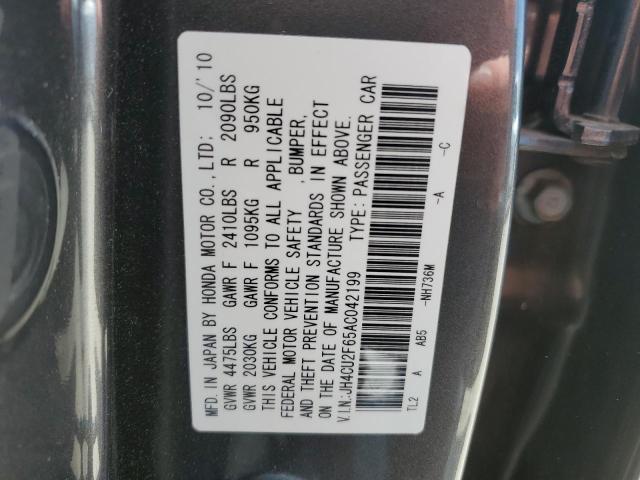 MFD. IN JAPAN BY HONDA MOTOR CO., LTD; 10/'10
GVWR 4475LBS GAWR F 2410LBS R 2090LBS
GVWR 2030KG GAWR F 1095KG R 950KG
THIS VEHICLE CONFORMS TO ALL APPLICABLE
FEDERAL MOTOR VEHICLE SAFETY , BUMPER,
AND THEFT PREVENTION STANDARDS IN EFFECT
ON THE DATE OF MANUFACTURE SHOWN ABOVE.
V.I.N:JH4CU2F65AC042199 TYPE: PASSENGER CAR
TL2 A AB5 -NH736M -A -C